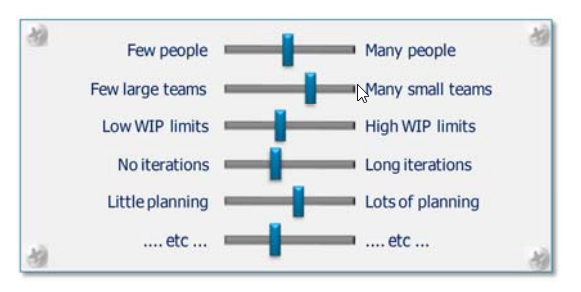 Few people Many people
Few large teams Many small teams
Low WIP limits High WIP limits
No iterations Long iterations
Little planning Lots of planning
.... etc ... .... etc ...